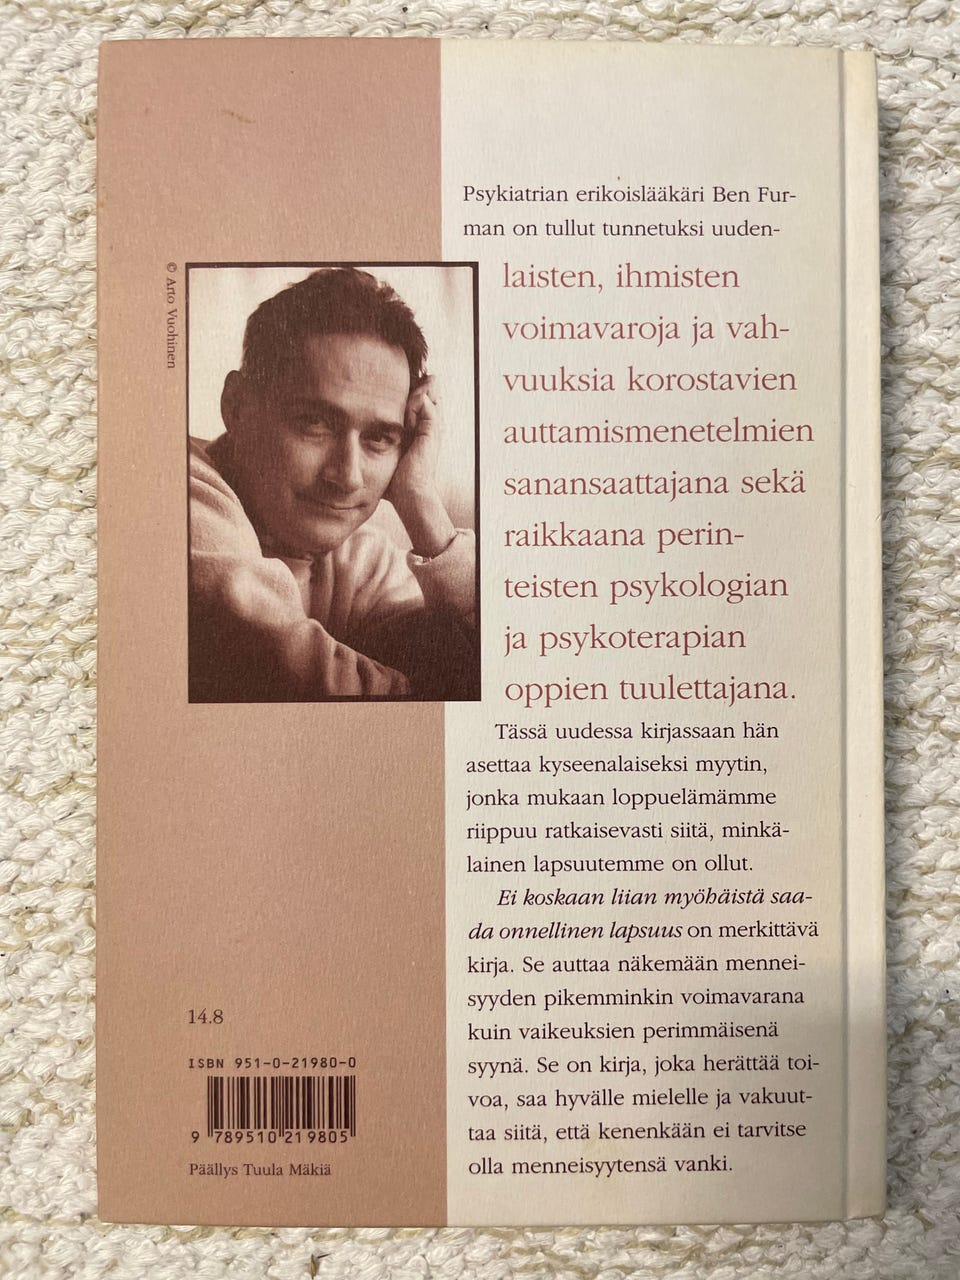 Psykiatrian erikoislääkäri Ben Fur-
man on tullut tunnetuksi uuden-
laisten, ihmisten
voimavaroja ja vah-
vuuksia korostavien
auttamismenetelmien
sanansaattajana sekä
raikkaana perin-
teisten psykologian
ja psykoterapian
oppien tuulettajana.
Tässä uudessa kirjassaan hän
asettaa kyseenalaiseksi myytin,
jonka mukaan loppuelämämme
riippuu ratkaisevasti siitä, minkä-
lainen lapsuutemme on ollut.
Ei koskaan liian myöhäistä saa-
da onnellinen lapsuus on merkittävä
kirja. Se auttaa näkemään mennei-
syyden pikemminkin voimavarana
kuin vaikeuksien perimmäisenä
syynä. Se on kirja, joka herättää toi-
voa, saa hyvälle mielelle ja vakuut-
taa siitä, että kenenkään ei tarvitse
olla menneisyytensä vanki.
© Arto Vuohinen
14.8
ISBN 951-0-21980-0
9 789510 219805
Päällys Tuula Mäkiä